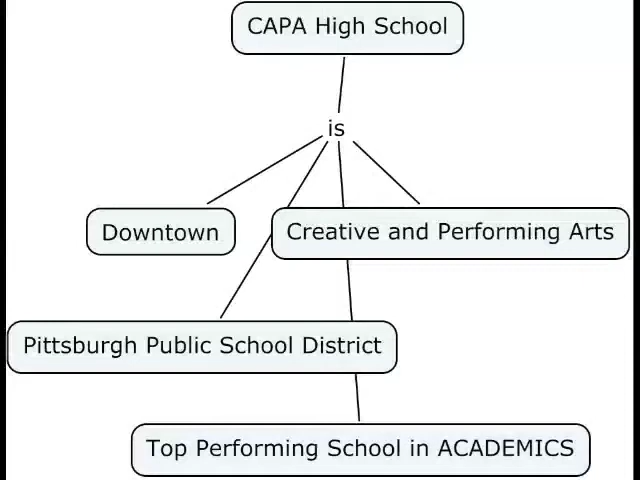 CAPA High School
is
Downtown
Creative and Performing Arts
Pittsburgh Public School District
Top Performing School in ACADEMICS